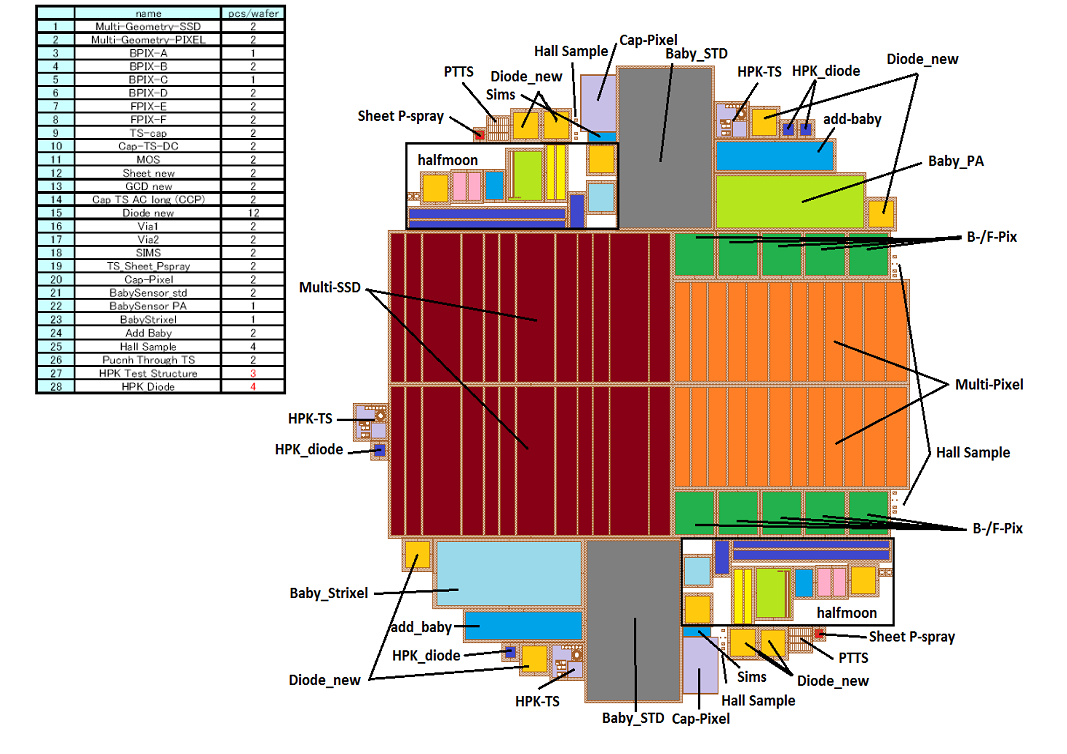 name pcs/wafer
1 Multi-Geometry-SSD 2
2 Multi-Geometry-PIXEL 2
3 BPIX-A 1
4 BPIX-B 2
5 BPIX-C 1
6 BPIX-D 2
7 FPIX-E 2
8 FPIX-F 2
9 TS-cap 2
10 Cap-TS-DC 2
11 MOS 2
12 Sheet new 2
13 GCD new 2
14 Cap TS AC long (CCP) 2
15 Diode new 12
16 Via1 2
17 Via2 2
18 SIMS 2
19 TS_Sheet_Pspray 2
20 Cap-Pixel 2
21 BabySensor_std 2
22 BabySensor PA 1
23 BabyStrixel 1
24 Add Baby 2
25 Hall Sample 4
26 Pucnh Through TS 2
27 HPK Test Structure 3
28 HPK Diode 4
Cap-Pixel
Hall Sample
Baby_STD
Diode_new
PTTS
Diode_new
HPK-TS
HPK_diode
Sims
Sheet P-spray
add-baby
halfmoon
Baby_PA
B-/F-Pix
Multi-SSD
Multi-Pixel
HPK-TS
HPK_diode
Hall Sample
B-/F-Pix
Baby_Strixel
halfmoon
add_baby
Sheet P-spray
HPK_diode
PTTS
Diode_new
Sims
Diode_new
HPK-TS
Hall Sample
Baby_STD
Cap-Pixel